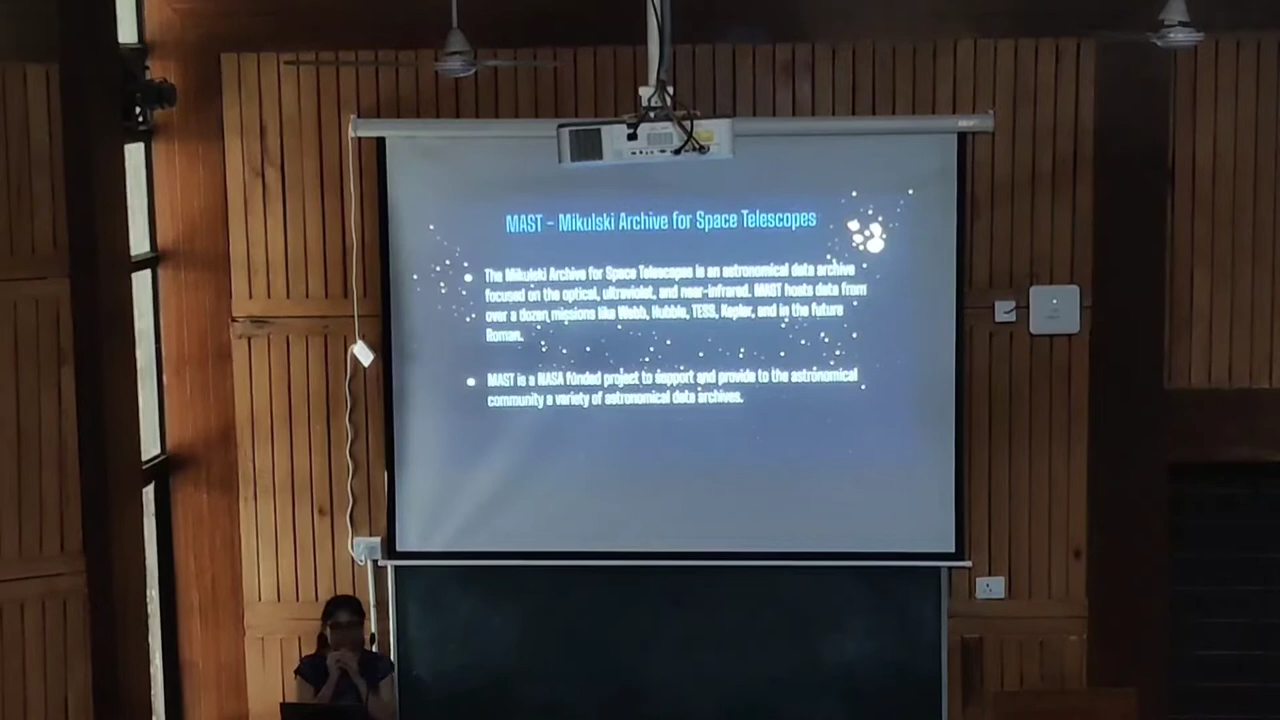 MAST - Mikulski Archive for Space Telescopes
The Mikulski Archive for Space Telescopes is an astronomical data archive
focused on the optical, ultraviolet, and near-infrared. MAST hosts data from
over a dozen missions like Webb, Hubble, TESS, Kepler, and in the future
Roman.
MAST is a NASA funded project to support and provide to the astronomical
community a variety of astronomical data archives.